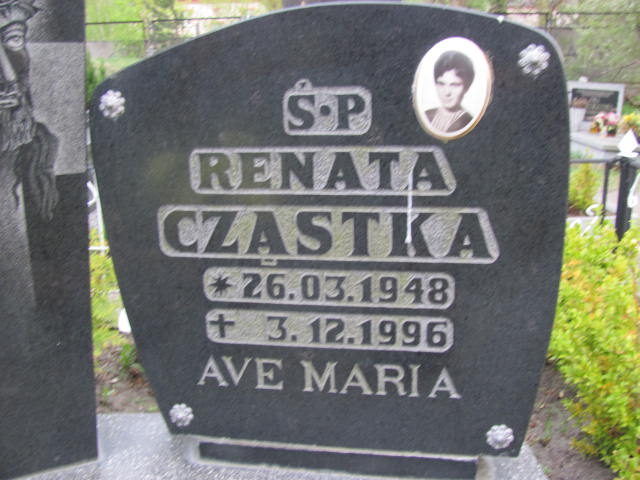 Ś·P
RENATA
CZĄSTKA
* 26.03.1948
† 3.12.1996
AVE MARIA